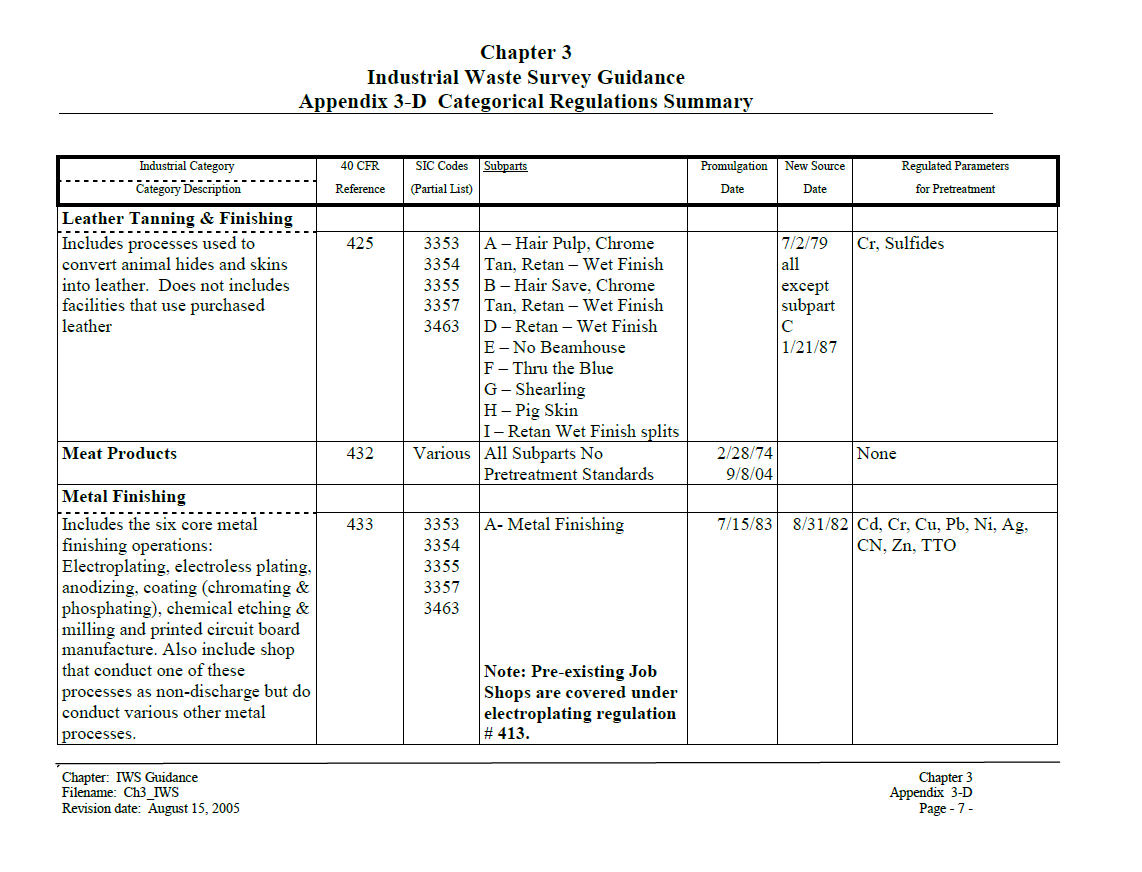 Chapter 3
Industrial Waste Survey Guidance
Appendix 3-D  Categorical Regulations Summary
Industrial Category
Category Description
40 CFR
Reference
SIC Codes
(Partial List)
Subparts
Promulgation
Date
New Source
Date
Regulated Parameters
for Pretreatment
Leather Tanning & Finishing
Includes processes used to
convert animal hides and skins
into leather.  Does not includes
facilities that use purchased
leather
425
3353
3354
3355
3357
3463
A – Hair Pulp, Chrome
Tan, Retan – Wet Finish
B – Hair Save, Chrome
Tan, Retan – Wet Finish
D – Retan – Wet Finish
E – No Beamhouse
F – Thru the Blue
G – Shearling
H – Pig Skin
I – Retan Wet Finish splits
7/2/79
all
except
subpart
C
1/21/87
Cr, Sulfides
Meat Products
432
Various
All Subparts No
Pretreatment Standards
2/28/74
9/8/04
None
Metal Finishing
Includes the six core metal
finishing operations:
Electroplating, electroless plating,
anodizing, coating (chromating &
phosphating), chemical etching &
milling and printed circuit board
manufacture. Also include shop
that conduct one of these
processes as non-discharge but do
conduct various other metal
processes.
433
3353
3354
3355
3357
3463
A- Metal Finishing
Note: Pre-existing Job
Shops are covered under
electroplating regulation
# 413.
7/15/83
8/31/82
Cd, Cr, Cu, Pb, Ni, Ag,
CN, Zn, TTO
Chapter:  IWS Guidance
Filename:  Ch3_IWS
Revision date:  August 15, 2005
Chapter 3
Appendix  3-D
Page - 7 -